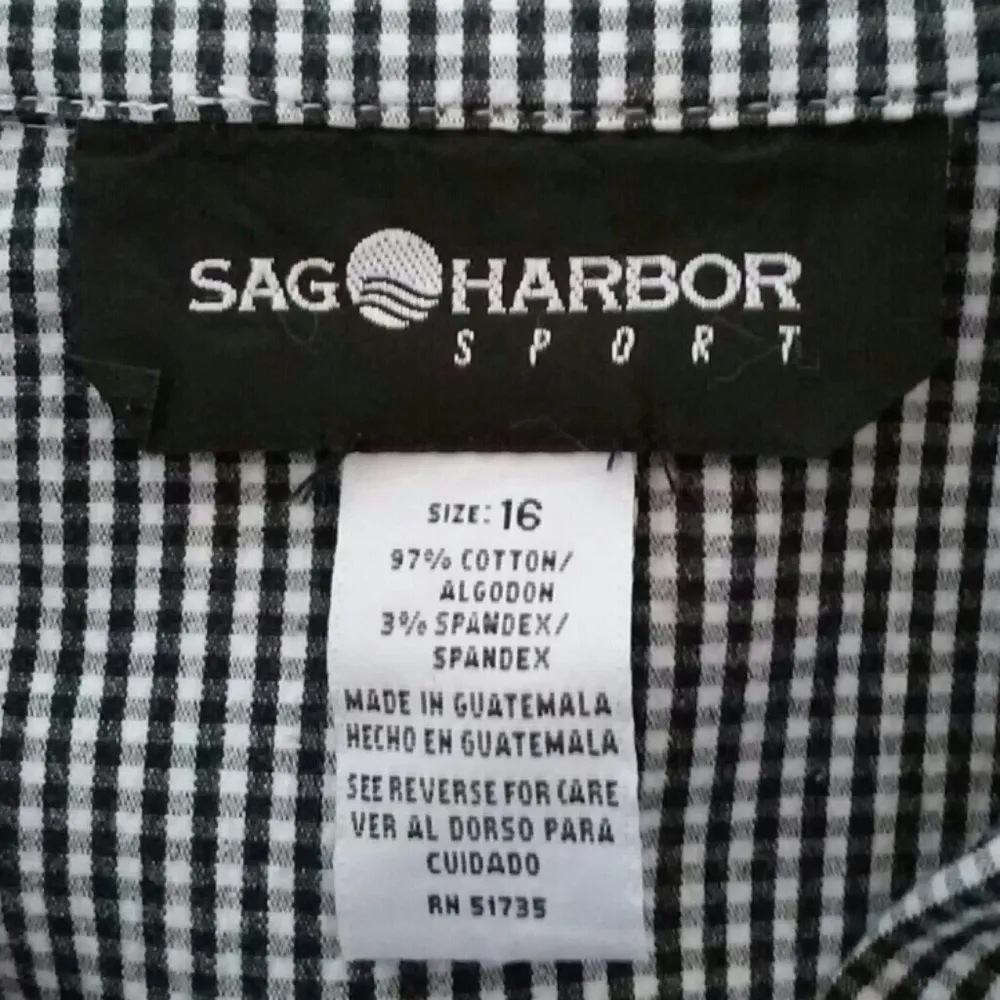 SAG HARBOR
SPORT
SIZE: 16
97% COTTON/
ALGODON
3% SPANDEX/
SPANDEX
MADE IN GUATEMALA
HECHO EN GUATEMALA
SEE REVERSE FOR CARE
VER AL DORSO PARA
CUIDADO
RN 51735